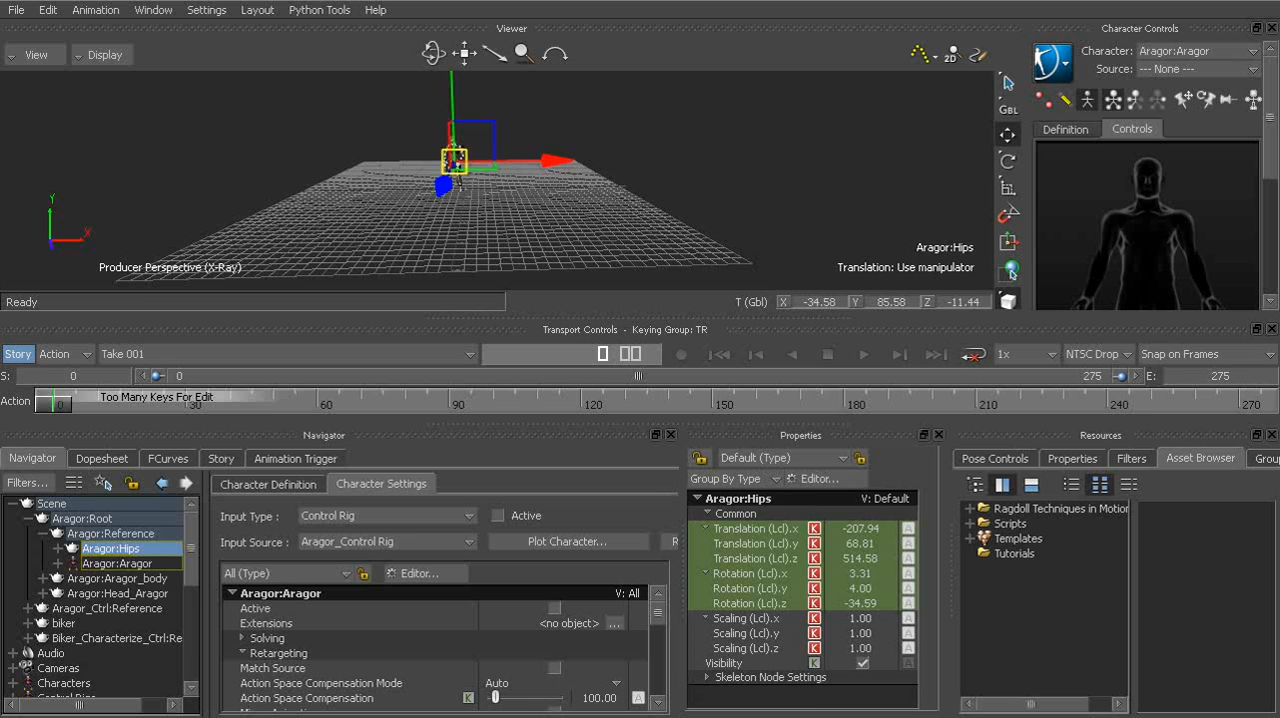 File Edit Animation Window Settings Layout Python Tools Help
Viewer
View Display 2D
Y
X
Aragor:Hips
Producer Perspective (X-Ray) Translation: Use manipulator
Ready T (Gbl) X -34.58 Y 85.58 Z -11.44
GBL
Character Controls
Character: Aragor:Aragor
Source: --- None ---
Definition Controls
Transport Controls - Keying Group: TR
Story Action Take 001 1x NTSC Drop Snap on Frames
S: 0 0 275 E: 275
Action Too Many Keys For Edit
0 30 60 90 120 150 180 210 240 270
Navigator
Navigator Dopesheet FCurves Story Animation Trigger
Filters...
Scene
Aragor:Root
Aragor:Reference
Aragor:Hips
Aragor:Aragor
Aragor:Aragor_body
Aragor:Head_Aragor
Aragor_Ctrl:Reference
biker
Biker_Characterize_Ctrl:Re
Audio
Cameras
Characters
Character Definition Character Settings
Input Type : Control Rig Active
Input Source : Aragor_Control Rig Plot Character... R
All (Type) Editor...
Aragor:Aragor V: All
Active
Extensions <no object> ...
Solving
Retargeting
Match Source
Action Space Compensation Mode Auto
Action Space Compensation K 100.00 A
Properties
Default (Type)
Group By Type Editor...
Aragor:Hips V: Default
Common
Translation (Lcl).x K -207.94 A
Translation (Lcl).y K 68.81 A
Translation (Lcl).z K 514.58 A
Rotation (Lcl).x K 3.31 A
Rotation (Lcl).y K 4.00 A
Rotation (Lcl).z K -34.59 A
Scaling (Lcl).x K 1.00 A
Scaling (Lcl).y K 1.00 A
Scaling (Lcl).z K 1.00 A
Visibility K A
Skeleton Node Settings
Resources
Pose Controls Properties Filters Asset Browser Grou
Ragdoll Techniques in Motion
Scripts
Templates
Tutorials